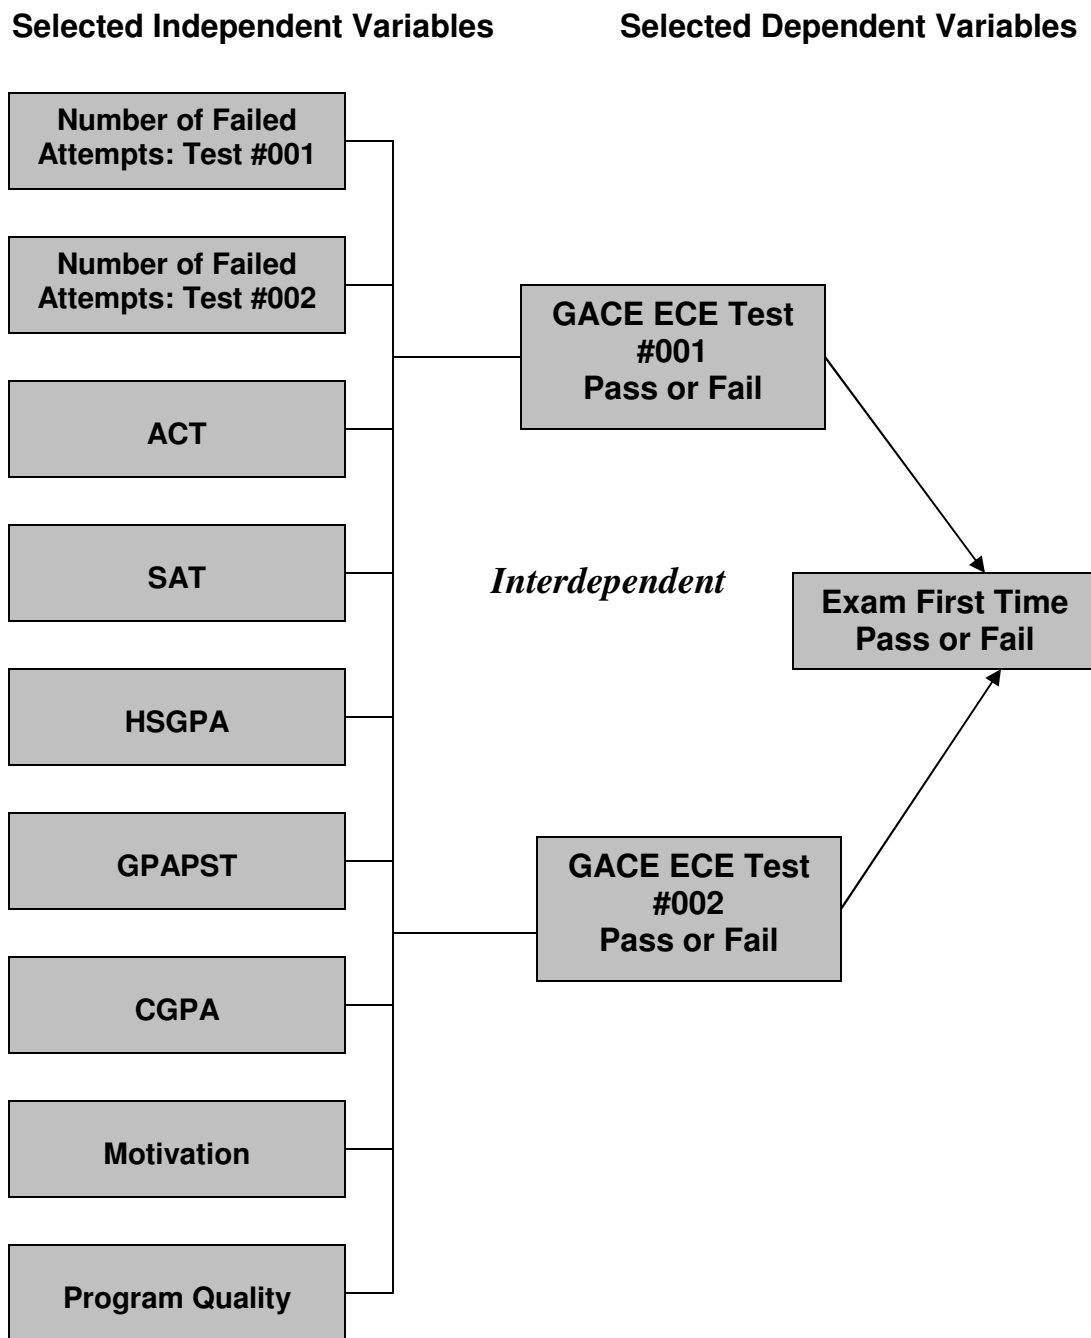 Selected Independent Variables
Selected Dependent Variables
Number of Failed
Attempts: Test #001
Number of Failed
Attempts: Test #002
ACT
SAT
HSGPA
GPAPST
CGPA
Motivation
Program Quality
GACE ECE Test
#001
Pass or Fail
Interdependent
Exam First Time
Pass or Fail
GACE ECE Test
#002
Pass or Fail